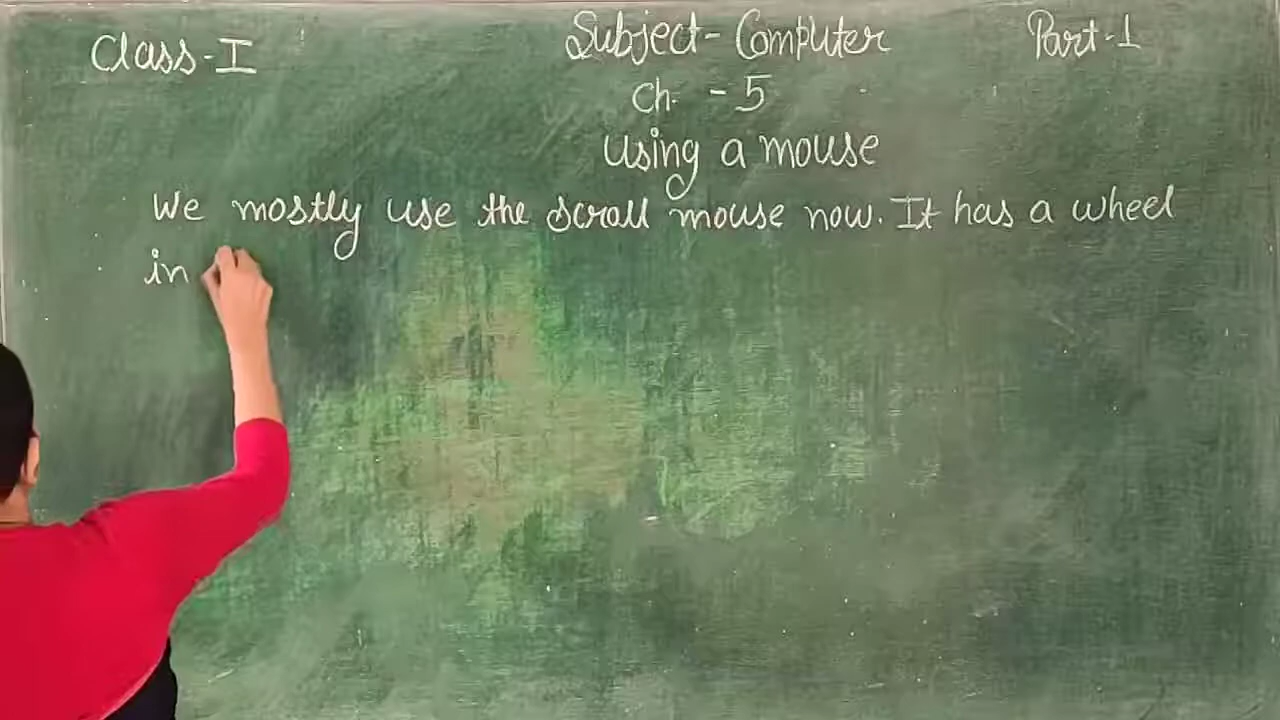 Class-I Subject- Computer Part-1
Ch. - 5
Using a mouse
We mostly use the scroll mouse now. It has a wheel
in